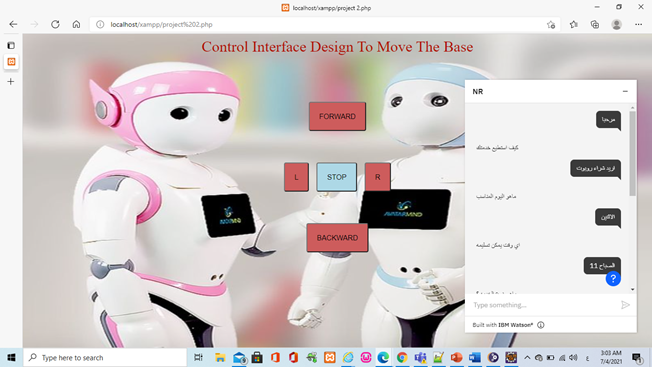 localhost/xampp/project 2.php
localhost/xampp/project%202.php
Control Interface Design To Move The Base
FORWARD
L
STOP
R
BACKWARD
AVATARMIND
NR
مرحبا
كيف استطيع خدمتك
اريد شراء روبوت
ماهو اليوم المناسب
الاثنين
اي وقت يمكن تسليمه
الصباح 11
?
Type something...
Built with IBM Watson®
Type here to search
3:03 AM
7/4/2021